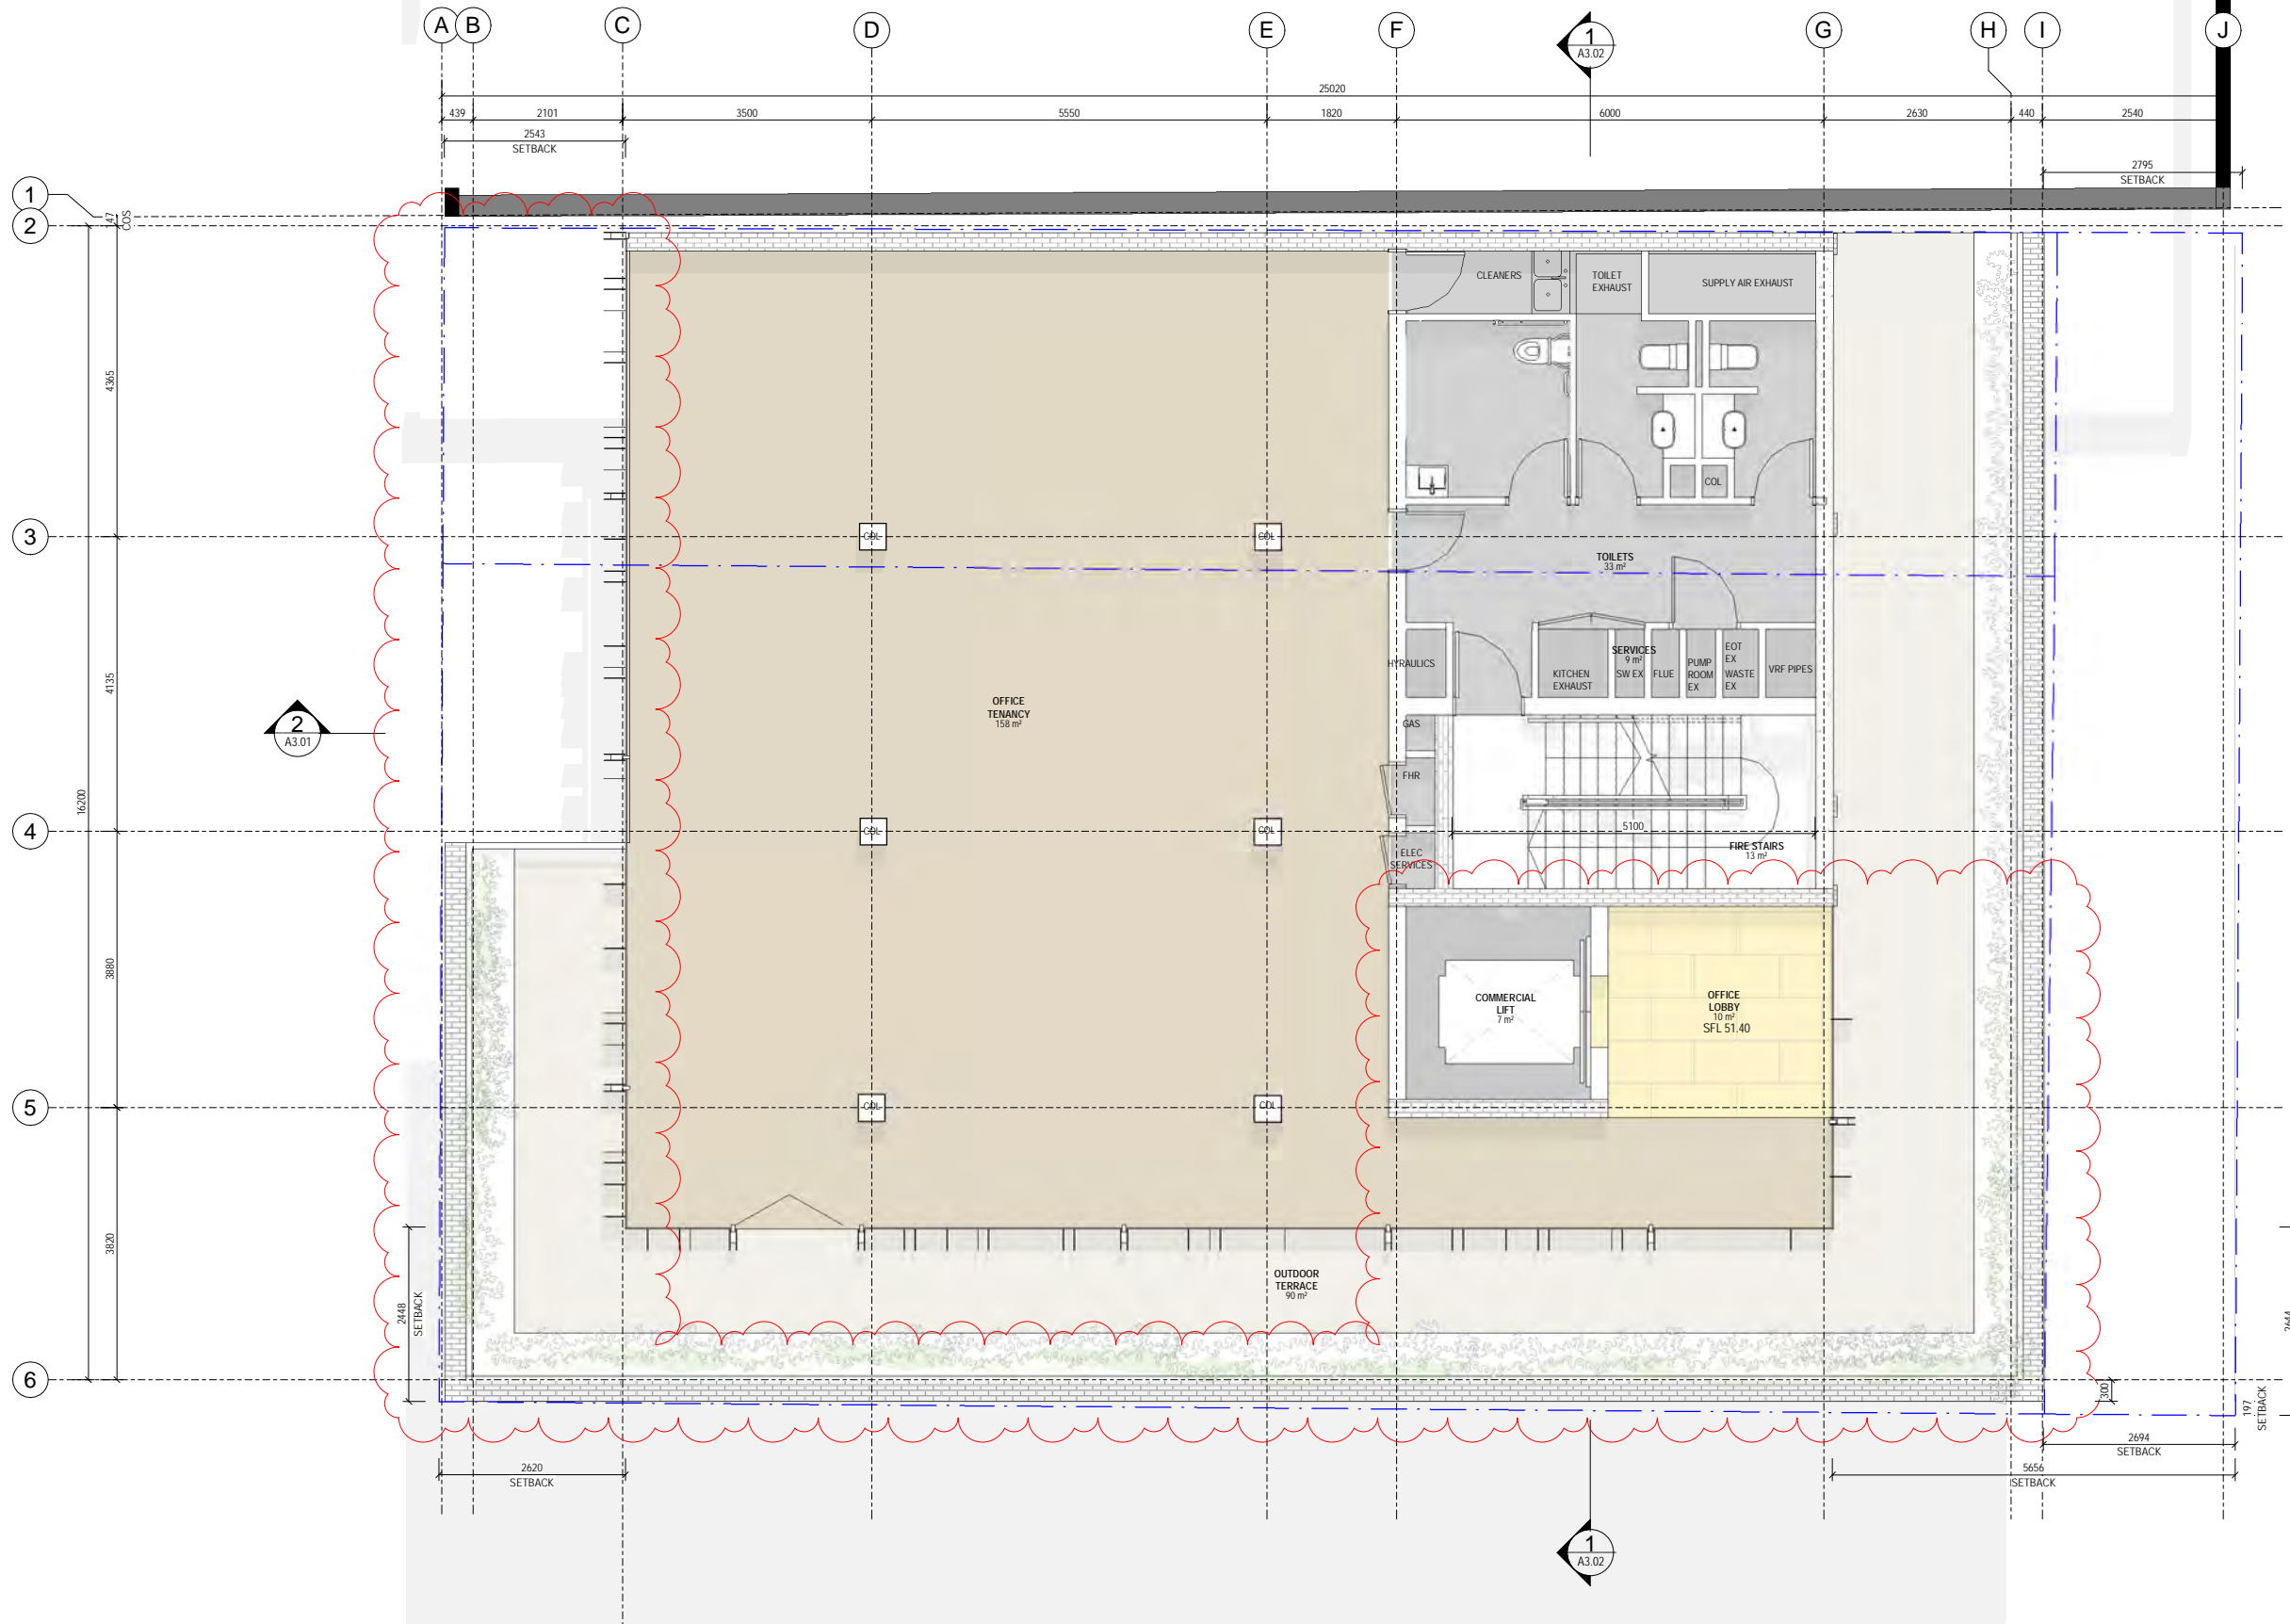 A B C D E F G H I J
1
A3.02
25020
439 2101 3500 5550 1820 6000 2630 440 2540
2543
SETBACK
2795
SETBACK
1
2
147
COS
CLEANERS
TOILET
EXHAUST
SUPPLY AIR EXHAUST
4365
COL
3
COL
COL
TOILETS
33 m²
HYRAULICS
SERVICES
9 m²
KITCHEN
EXHAUST
SW EX
FLUE
PUMP
ROOM
EX
EOT
EX
WASTE
EX
VRF PIPES
4135
OFFICE
TENANCY
158 m²
2
A3.01
GAS
FHR
16200
4
COL
COL
5100
ELEC
SERVICES
FIRE STAIRS
13 m²
3880
COMMERCIAL
LIFT
7 m²
OFFICE
LOBBY
10 m²
SFL 51.40
5
COL
COL
3820
OUTDOOR
TERRACE
90 m²
2448
SETBACK
2644
6
300
197
SETBACK
2694
SETBACK
2620
SETBACK
5656
SETBACK
1
A3.02